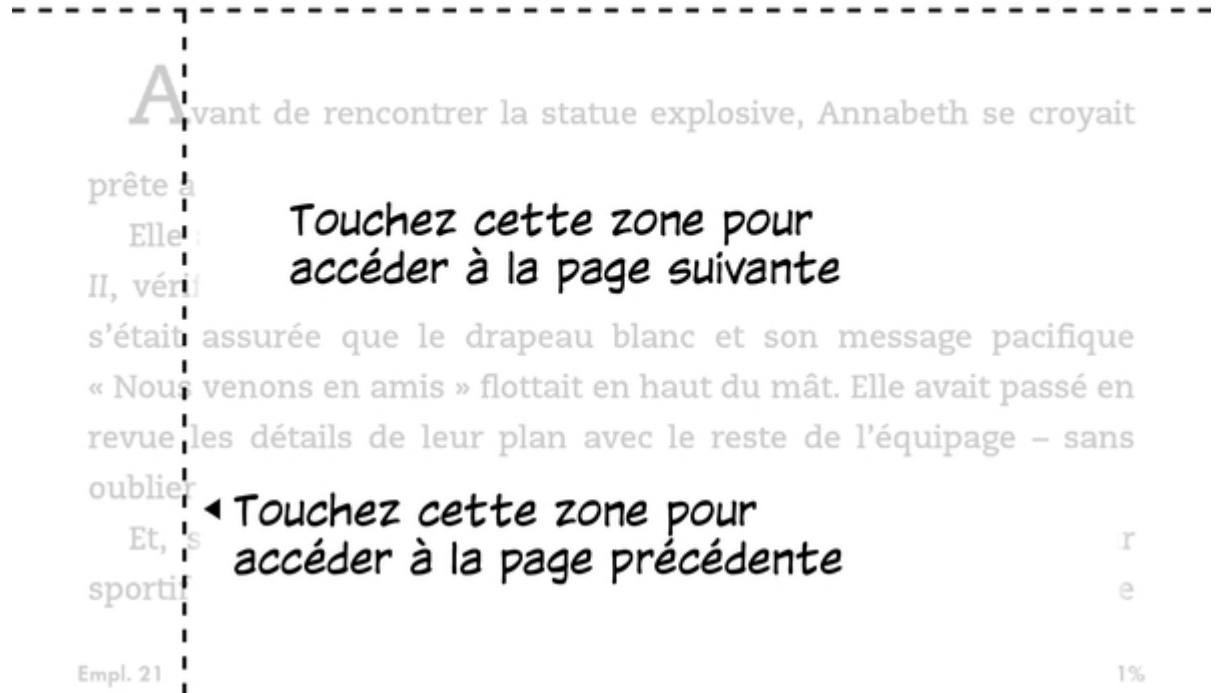 Avant de rencontrer la statue explosive, Annabeth se croyait
prête à
Touchez cette zone pour
Elle
accéder à la page suivante
II, vérif
s'était assurée que le drapeau blanc et son message pacifique
« Nous venons en amis » flottait en haut du mât. Elle avait passé en
revue les détails de leur plan avec le reste de l'équipage – sans
oublier
◂ Touchez cette zone pour
Et, s
r
accéder à la page précédente
sportif
e
Empl. 21
1%